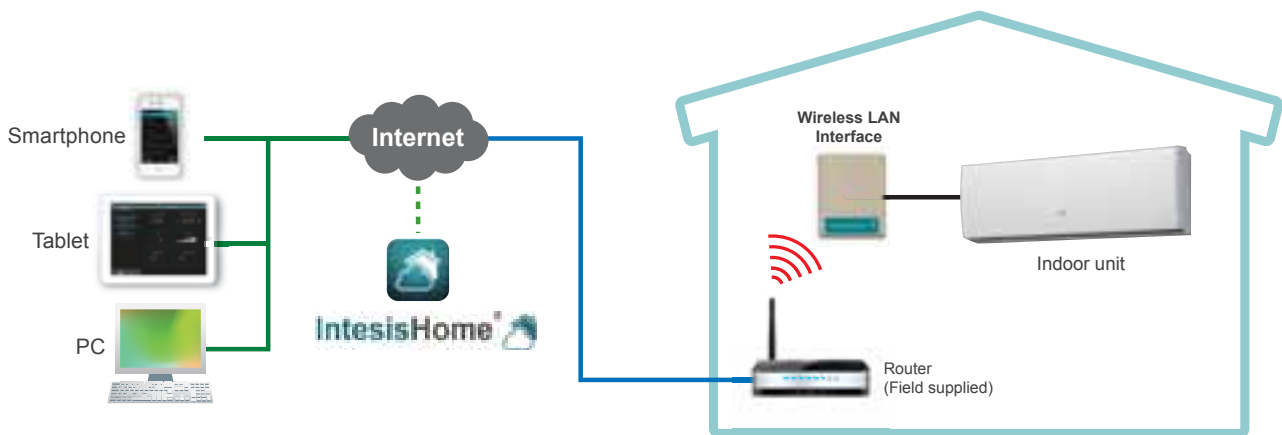 Smartphone
Tablet
PC
Internet
IntesisHome®
Wireless LAN
Interface
Indoor unit
Router
(Field supplied)